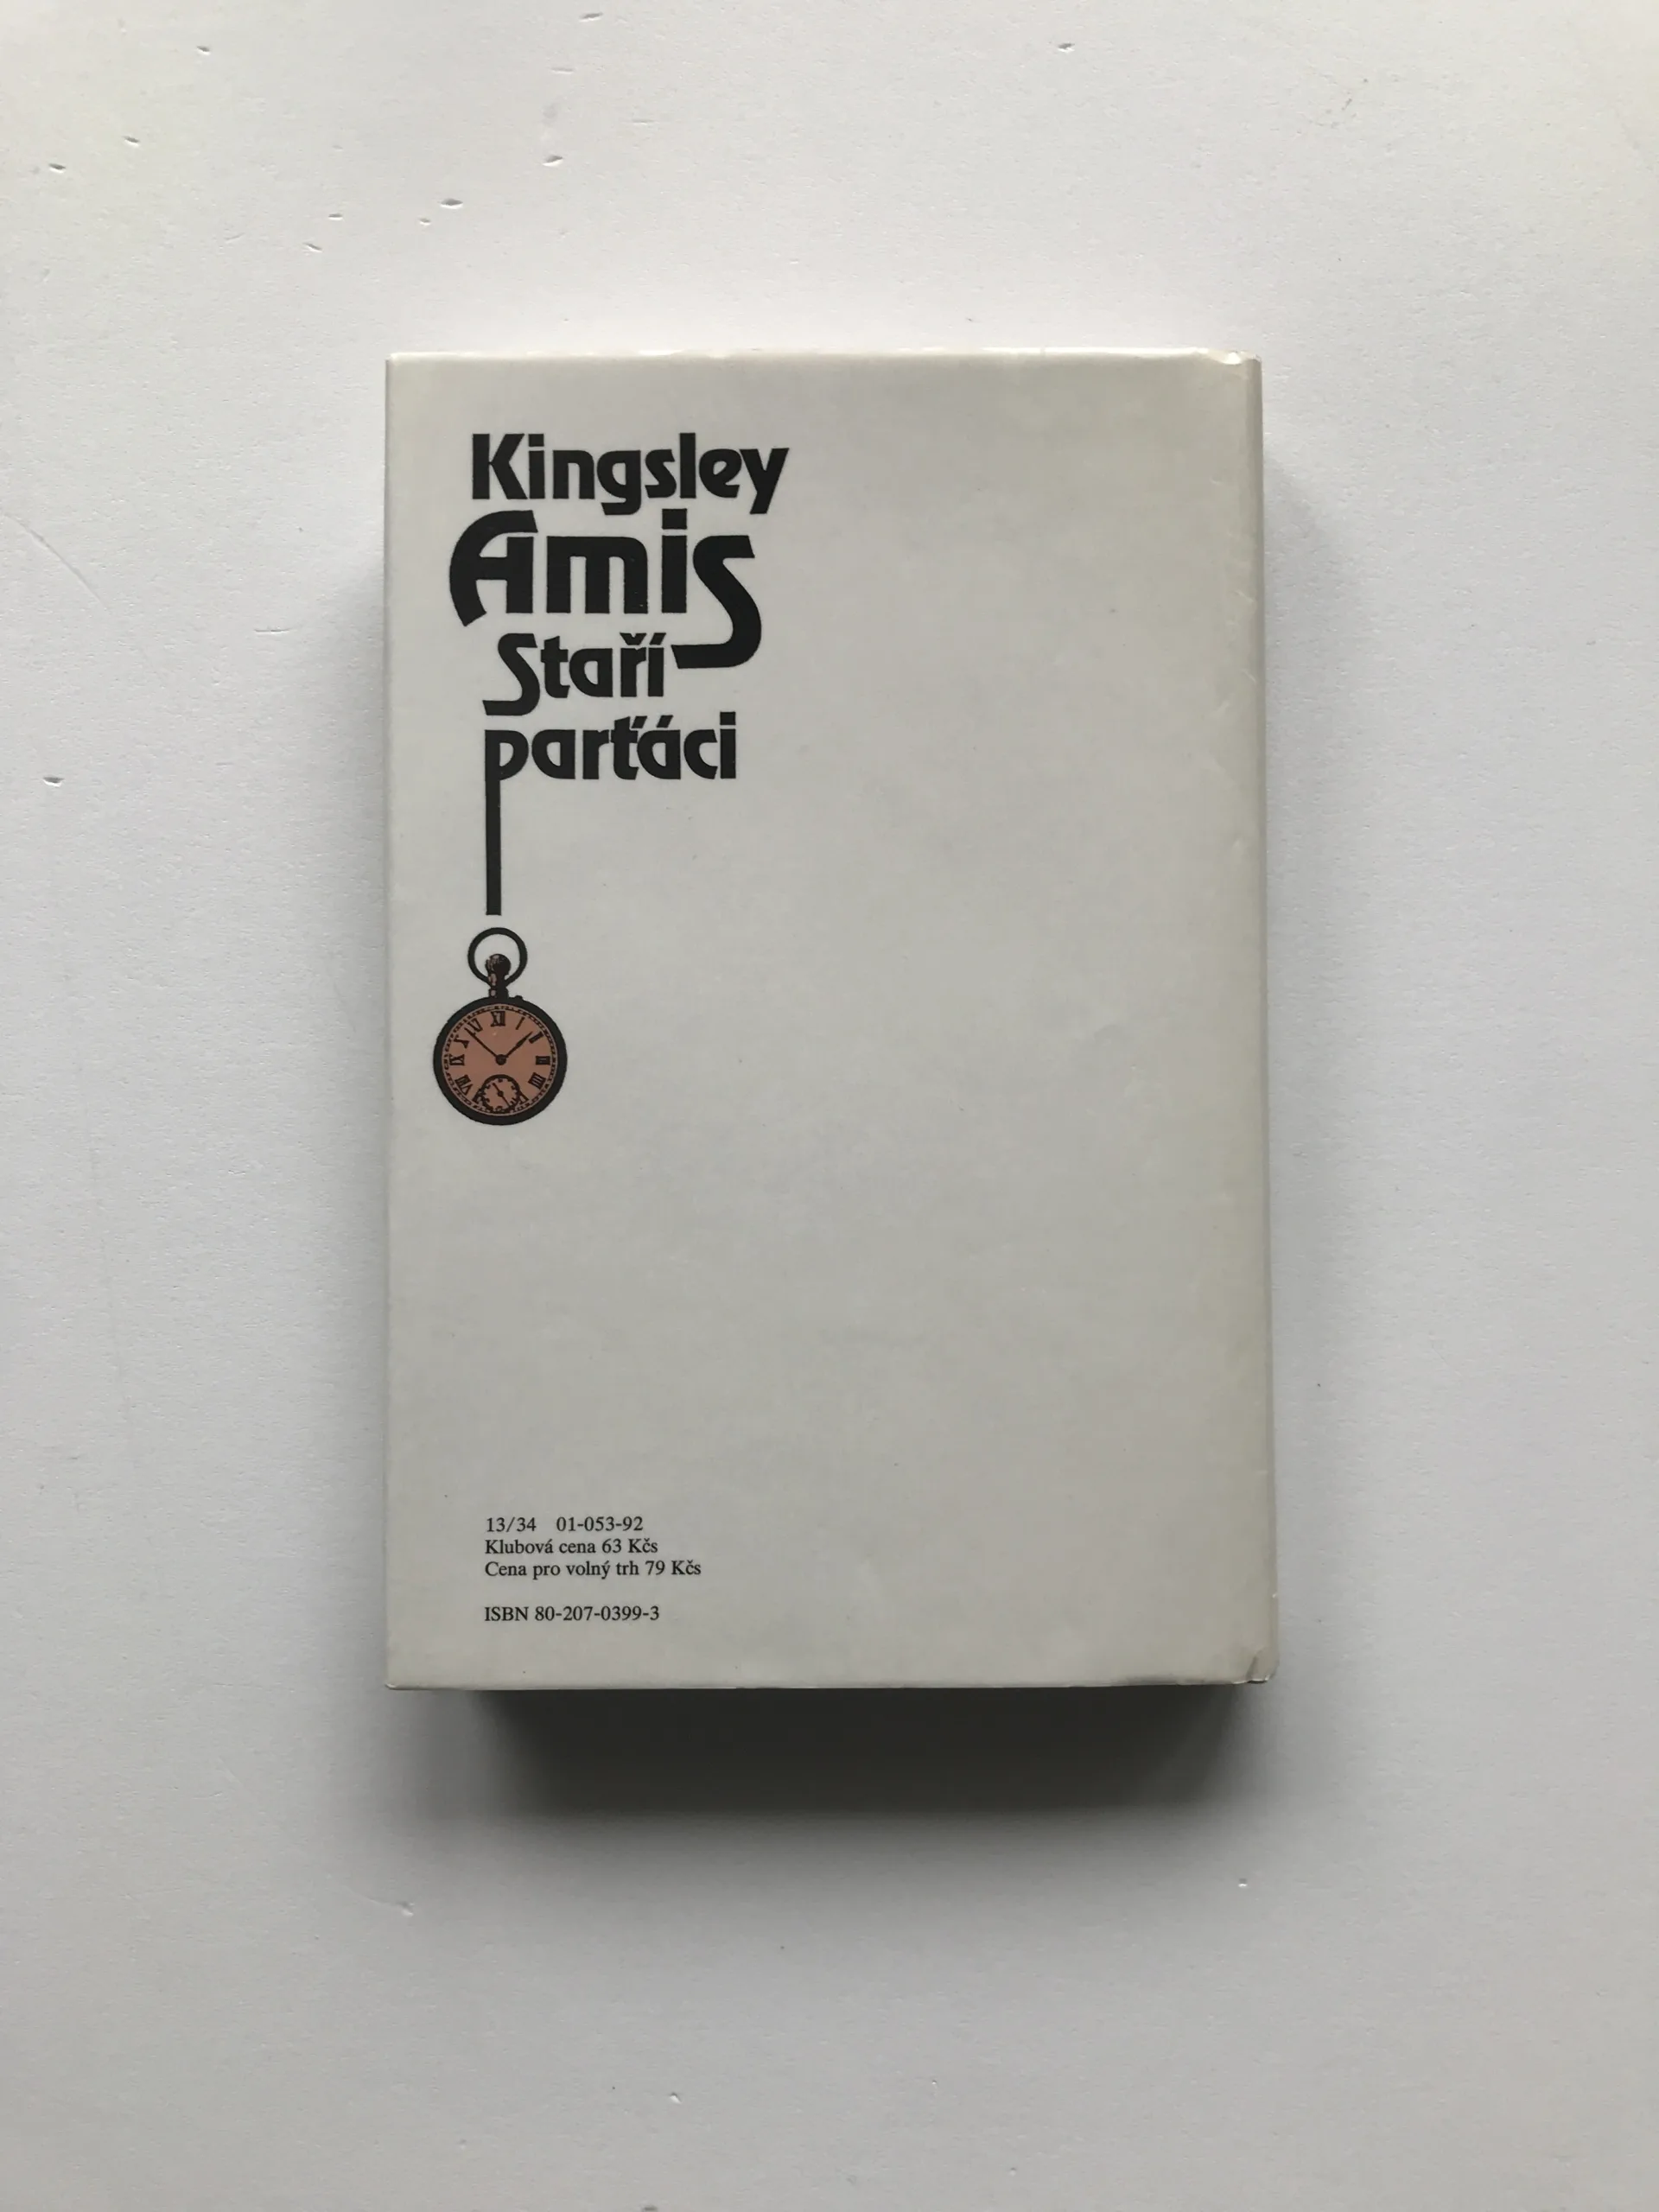 Kingsley
Amis
Staří
parťáci
13/34 01-053-92
Klubová cena 63 Kčs
Cena pro volný trh 79 Kčs
ISBN 80-207-0399-3